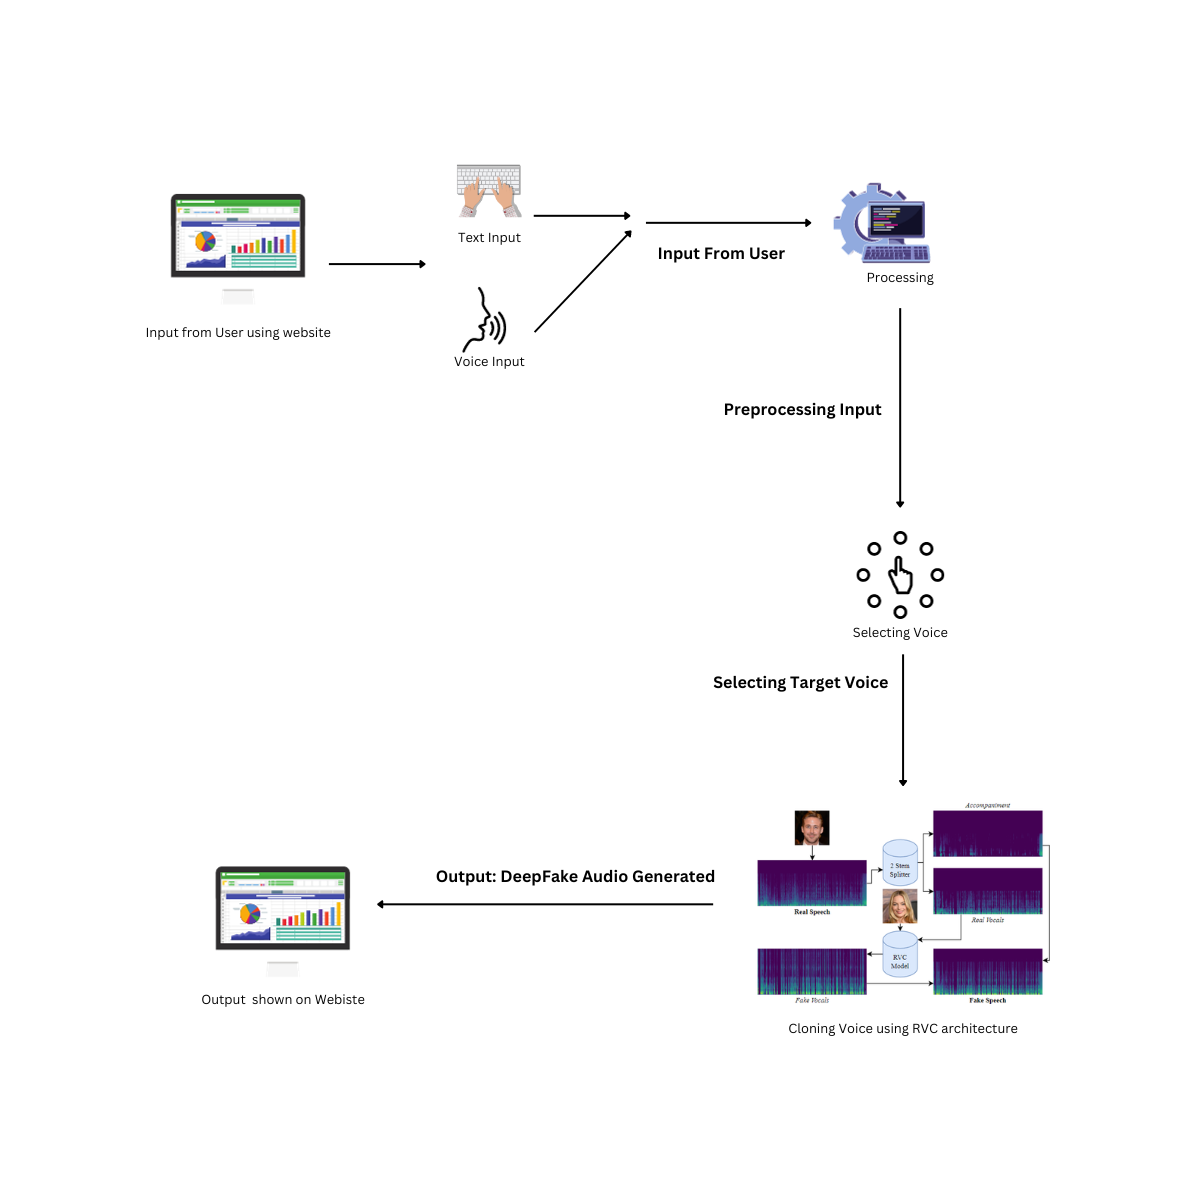 Text Input
Input From User
Processing
Input from User using website
Voice Input
Preprocessing Input
Selecting Voice
Selecting Target Voice
Accompaniment
2 Stem
Splitter
Real Speech
Real Vocals
Output: DeepFake Audio Generated
RVC
Model
Output  shown on Webiste
Fake Vocals
Fake Speech
Cloning Voice using RVC architecture